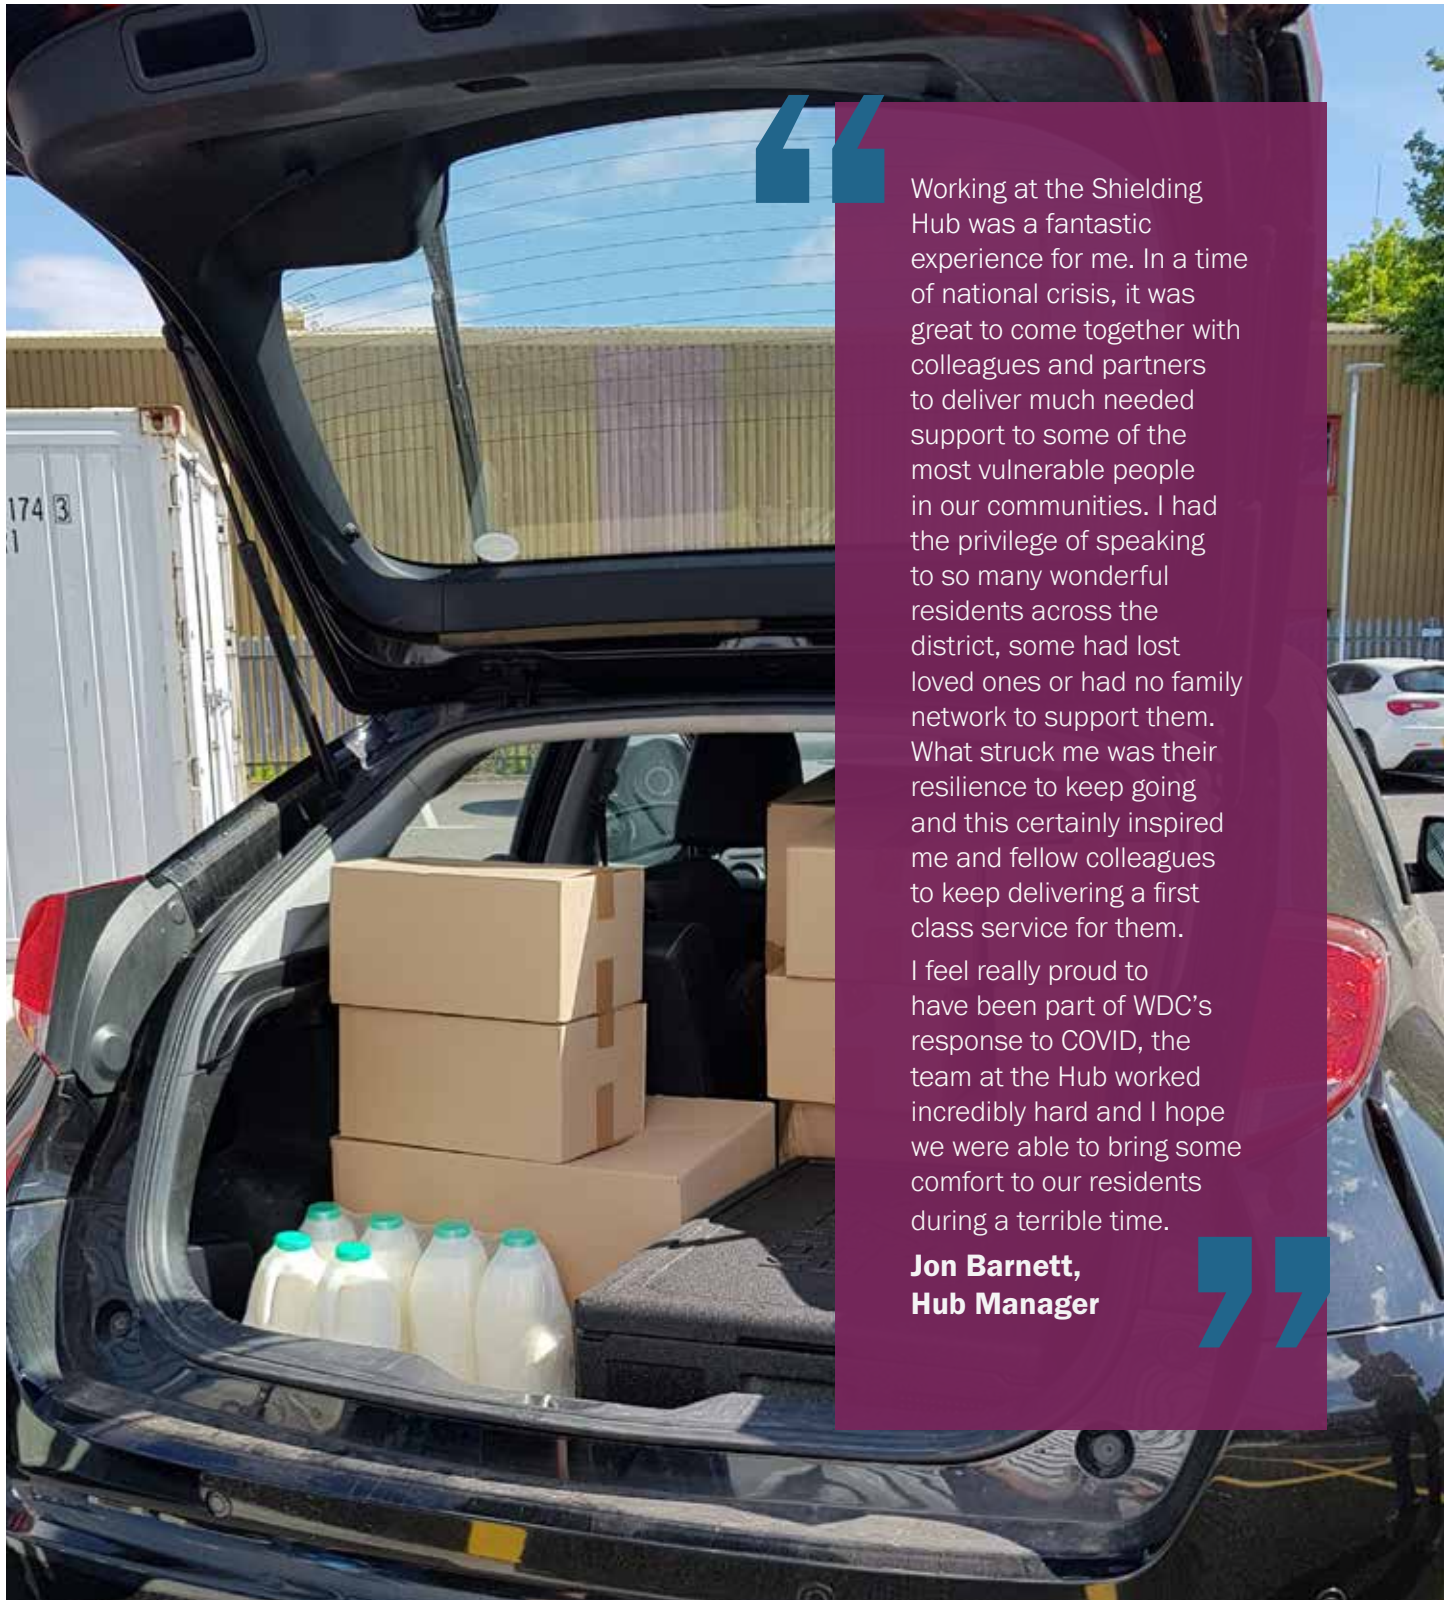 “
Working at the Shielding
Hub was a fantastic
experience for me. In a time
of national crisis, it was
great to come together with
colleagues and partners
to deliver much needed
support to some of the
most vulnerable people
in our communities. I had
the privilege of speaking
to so many wonderful
residents across the
district, some had lost
loved ones or had no family
network to support them.
What struck me was their
resilience to keep going
and this certainly inspired
me and fellow colleagues
to keep delivering a first
class service for them.
I feel really proud to
have been part of WDC’s
response to COVID, the
team at the Hub worked
incredibly hard and I hope
we were able to bring some
comfort to our residents
during a terrible time.
”
Jon Barnett,
Hub Manager
174 3
1